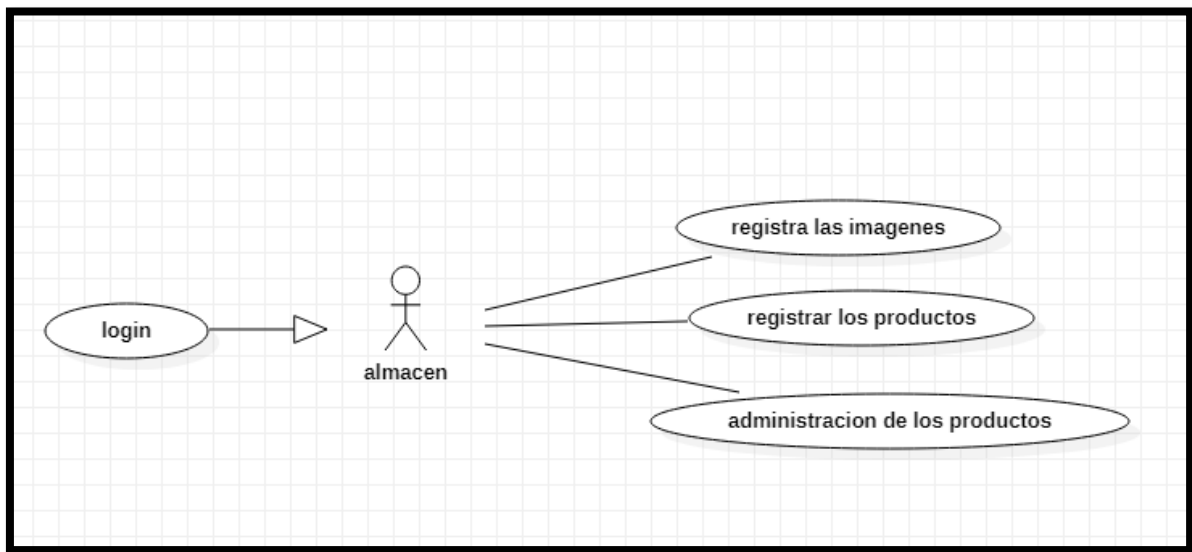 registra las imagenes
registrar los productos
login
almacen
administracion de los productos